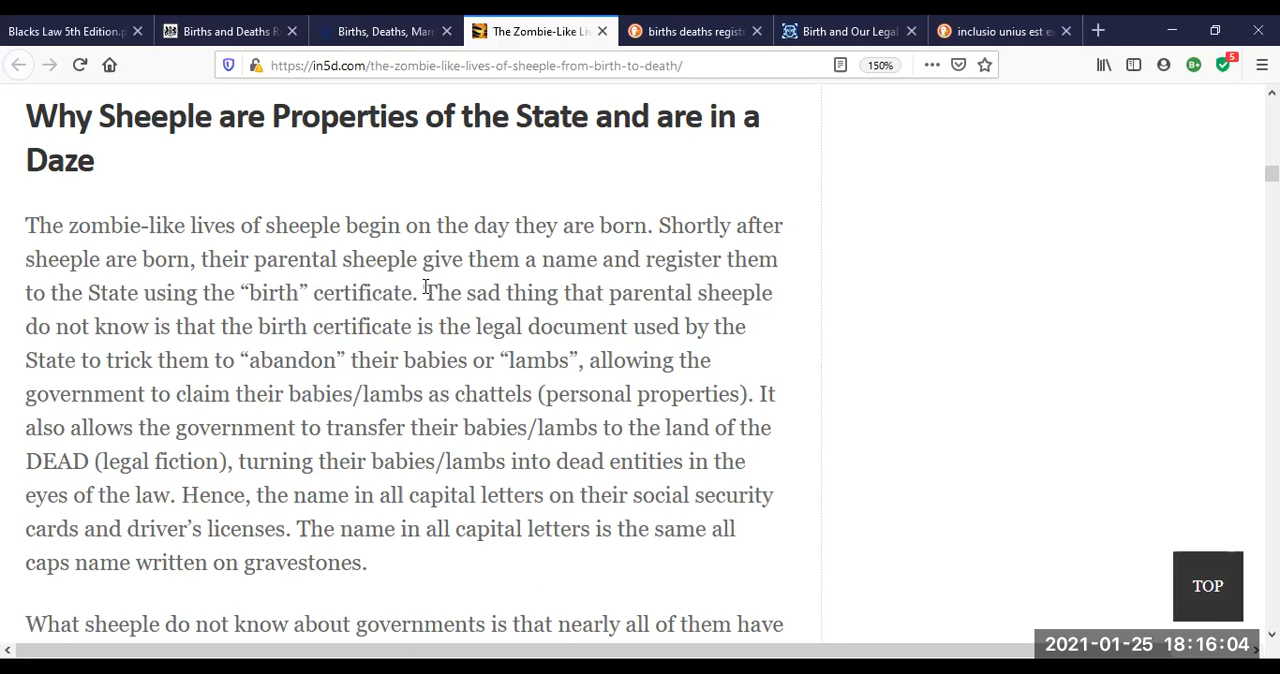 Blacks Law 5th Edition.p
Births and Deaths R
Births, Deaths, Mar
The Zombie-Like Li
births deaths regist
Birth and Our Legal
inclusio unius est e
https://in5d.com/the-zombie-like-lives-of-sheeple-from-birth-to-death/
150%
5
Why Sheeple are Properties of the State and are in a
Daze
The zombie-like lives of sheeple begin on the day they are born. Shortly after
sheeple are born, their parental sheeple give them a name and register them
to the State using the “birth” certificate. The sad thing that parental sheeple
do not know is that the birth certificate is the legal document used by the
State to trick them to “abandon” their babies or “lambs”, allowing the
government to claim their babies/lambs as chattels (personal properties). It
also allows the government to transfer their babies/lambs to the land of the
DEAD (legal fiction), turning their babies/lambs into dead entities in the
eyes of the law. Hence, the name in all capital letters on their social security
cards and driver’s licenses. The name in all capital letters is the same all
caps name written on gravestones.
TOP
What sheeple do not know about governments is that nearly all of them have
2021-01-25 18:16:04